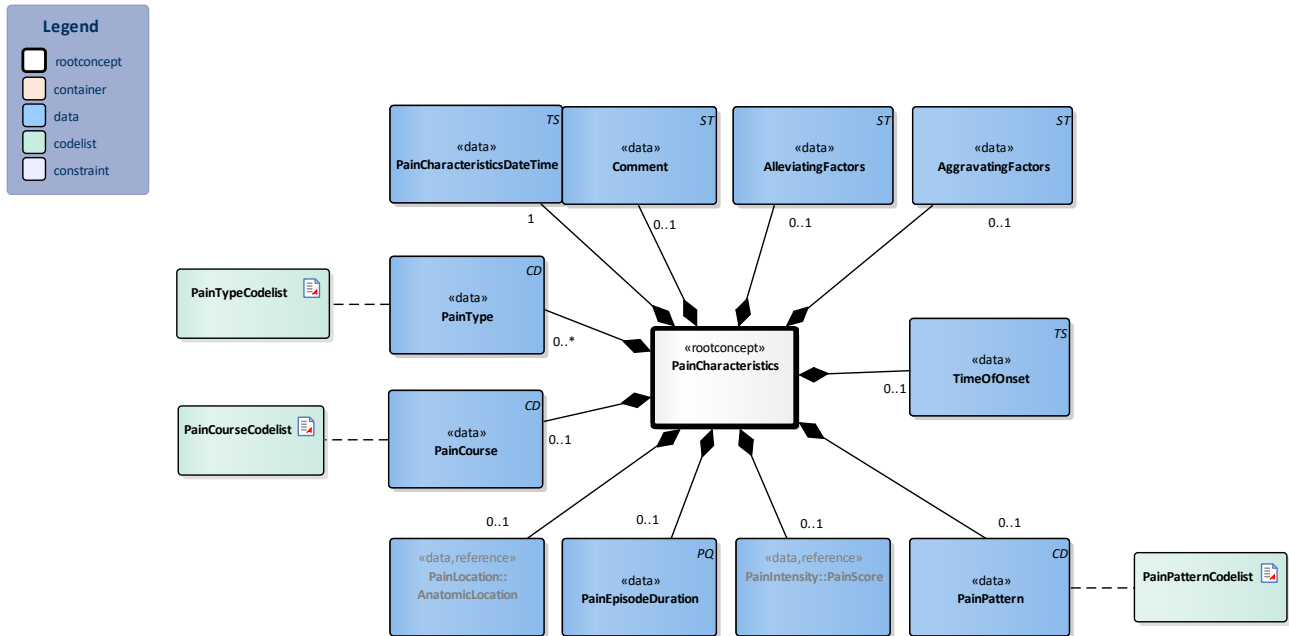 Legend
rootconcept
container
data
codelist
constraint
TS
«data»
PainCharacteristicsDateTime
ST
«data»
Comment
ST
«data»
AlleviatingFactors
ST
«data»
AggravatingFactors
1
0..1
0..1
0..1
PainTypeCodelist
CD
«data»
PainType
0..*
«rootconcept»
PainCharacteristics
TS
«data»
TimeOfOnset
0..1
PainCourseCodelist
CD
«data»
PainCourse
0..1
0..1
0..1
0..1
0..1
«data,reference»
PainLocation::
AnatomicLocation
PQ
«data»
PainEpisodeDuration
«data,reference»
PainIntensity::PainScore
CD
«data»
PainPattern
PainPatternCodelist